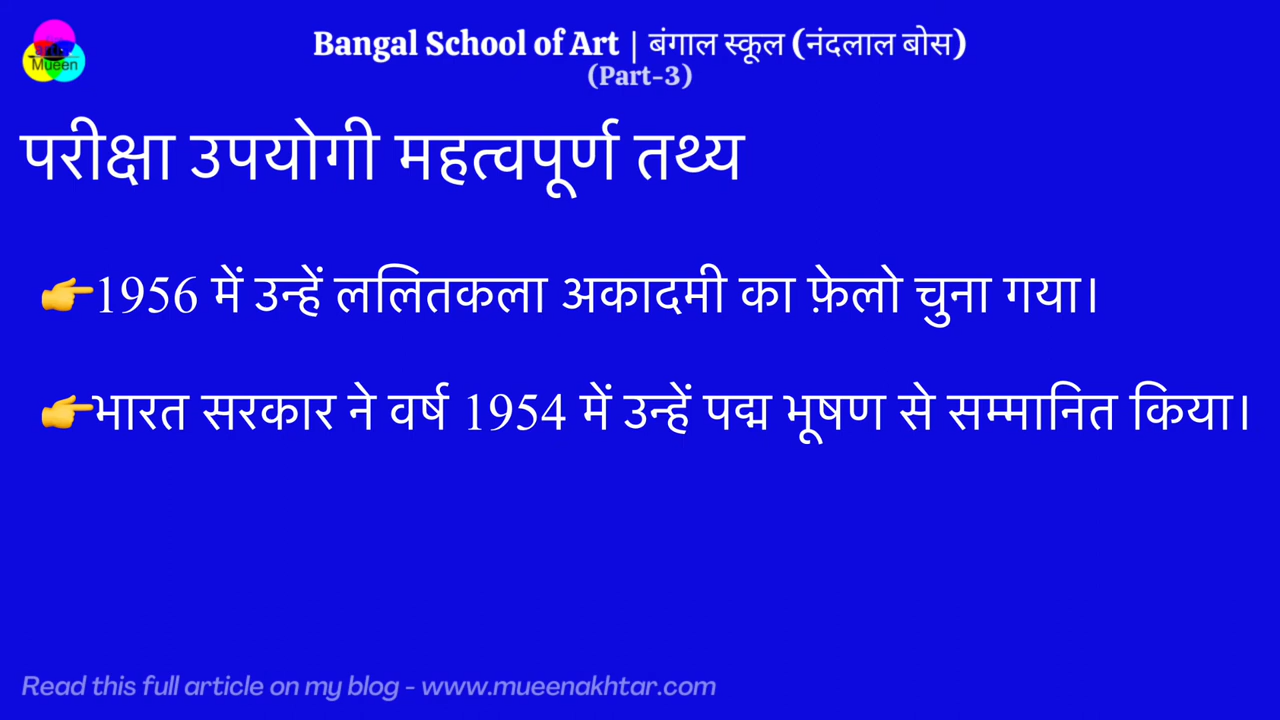 Mueen
Bangal School of Art | बंगाल स्कूल (नंदलाल बोस)
(Part-3)
परीक्षा उपयोगी महत्वपूर्ण तथ्य
👉1956 में उन्हें ललितकला अकादमी का फ़ेलो चुना गया।
👉भारत सरकार ने वर्ष 1954 में उन्हें पद्म भूषण से सम्मानित किया।
Read this full article on my blog - www.mueenakhtar.com